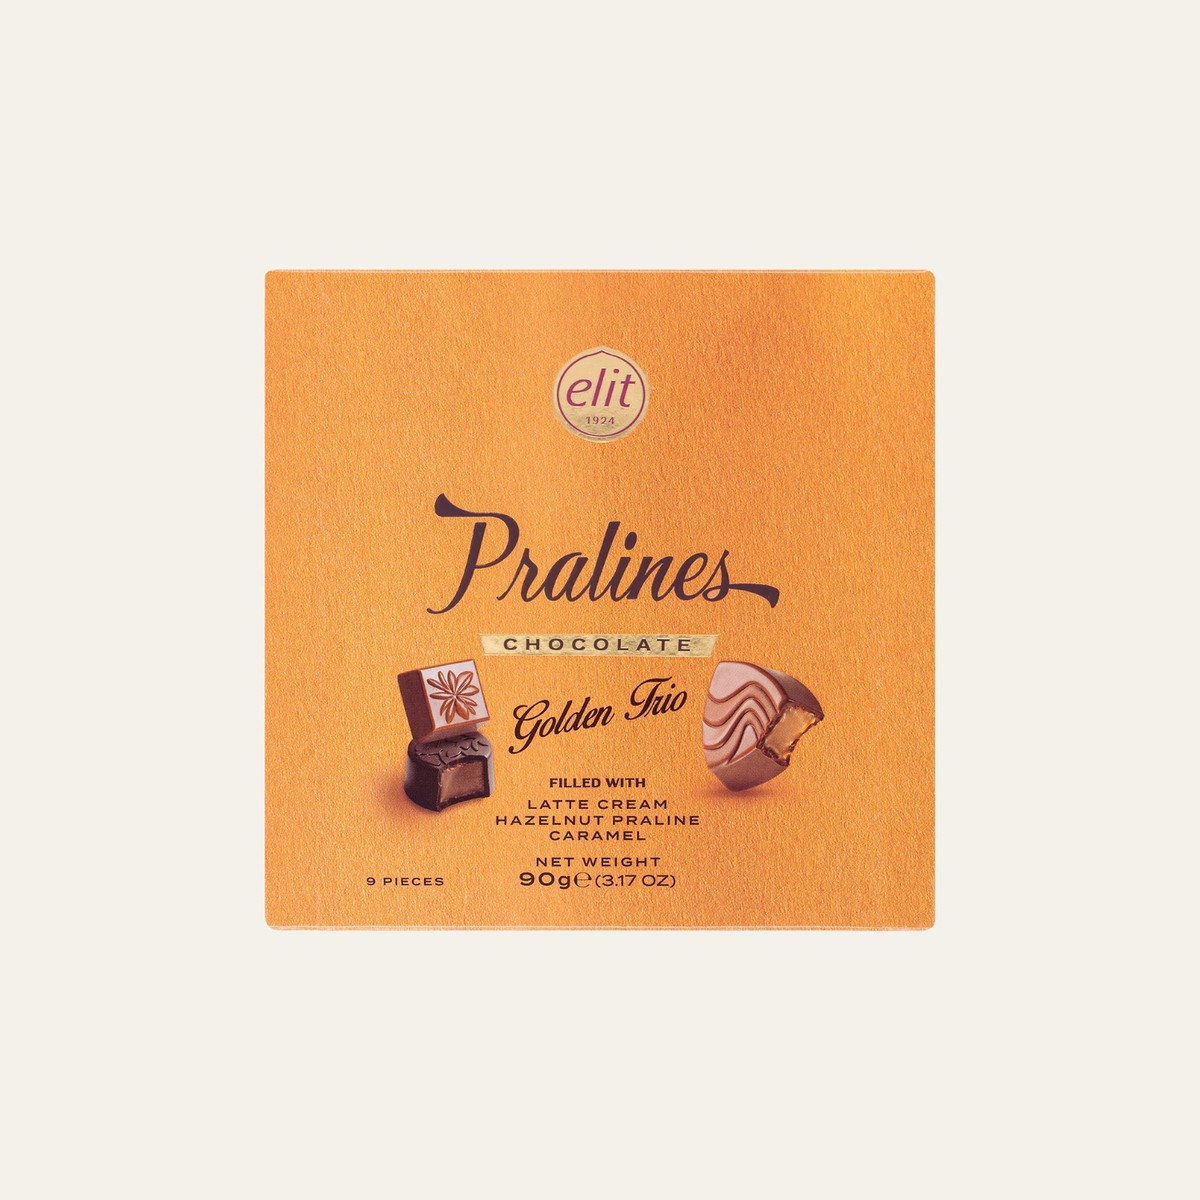 elit
1924
Pralines
CHOCOLATE
Golden Trio
FILLED WITH
LATTE CREAM
HAZELNUT PRALINE
CARAMEL
NET WEIGHT
9 PIECES
90g℮(3.17 OZ)